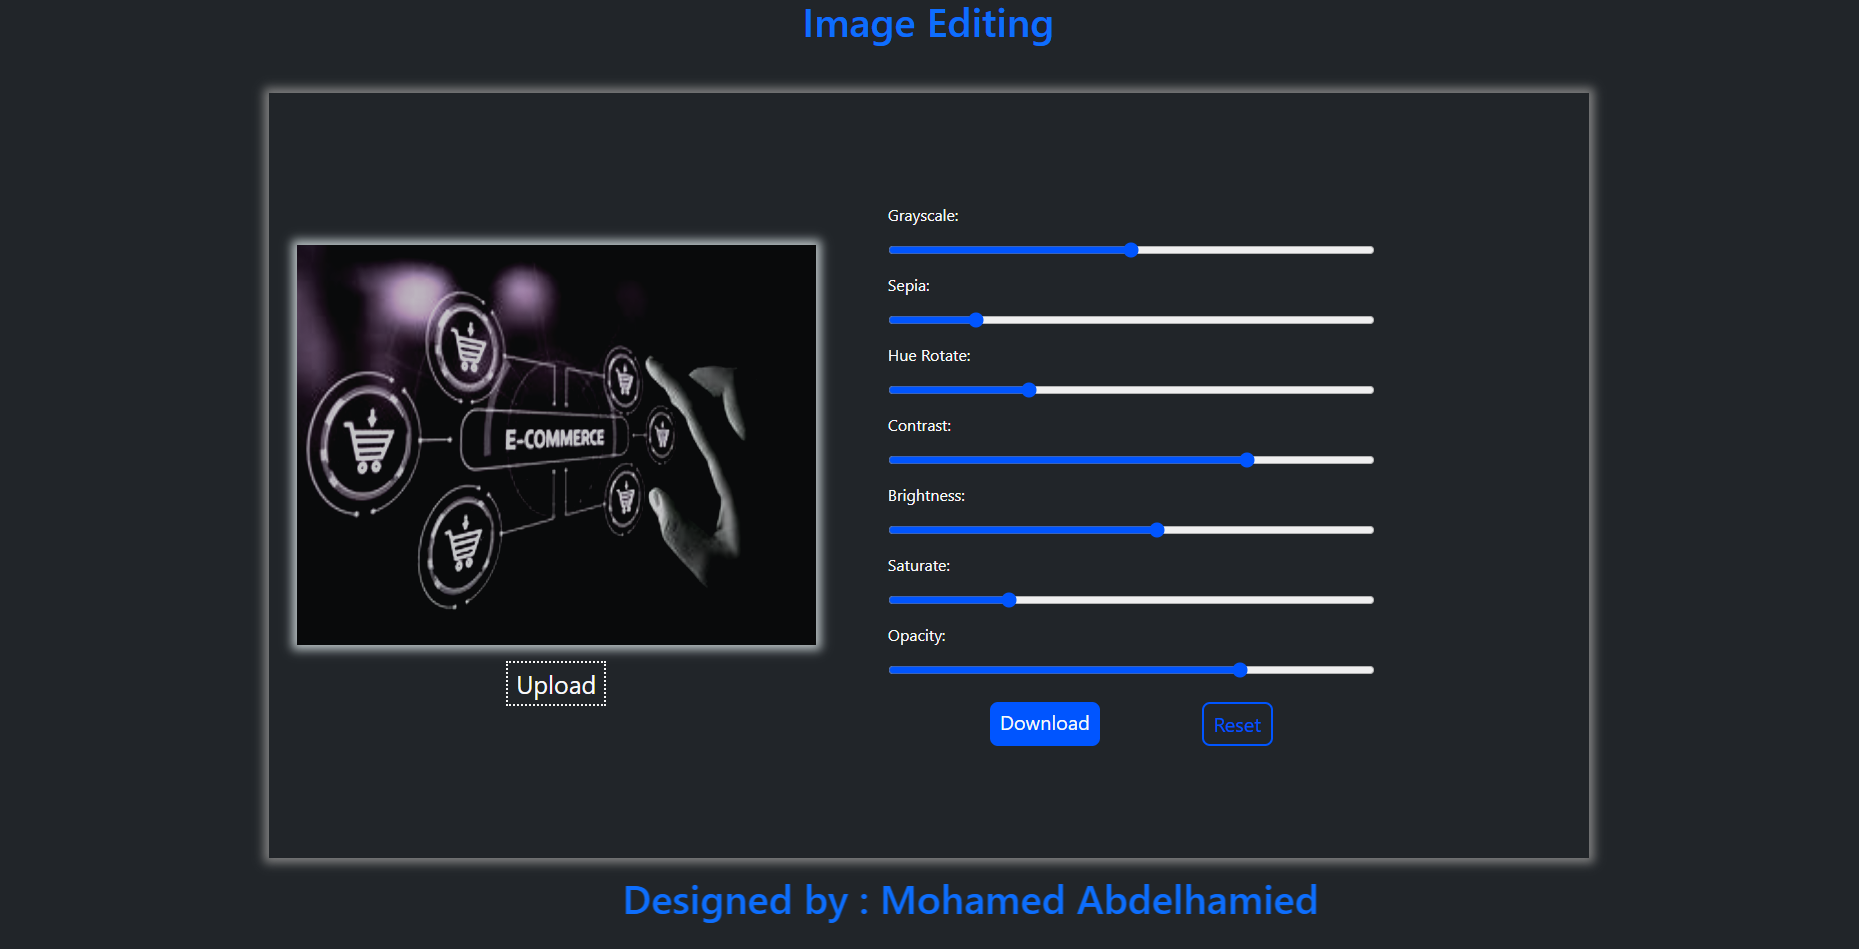 Image Editing
E-COMMERCE
Upload
Grayscale:
Sepia:
Hue Rotate:
Contrast:
Brightness:
Saturate:
Opacity:
Download
Reset
Designed by : Mohamed Abdelhamied